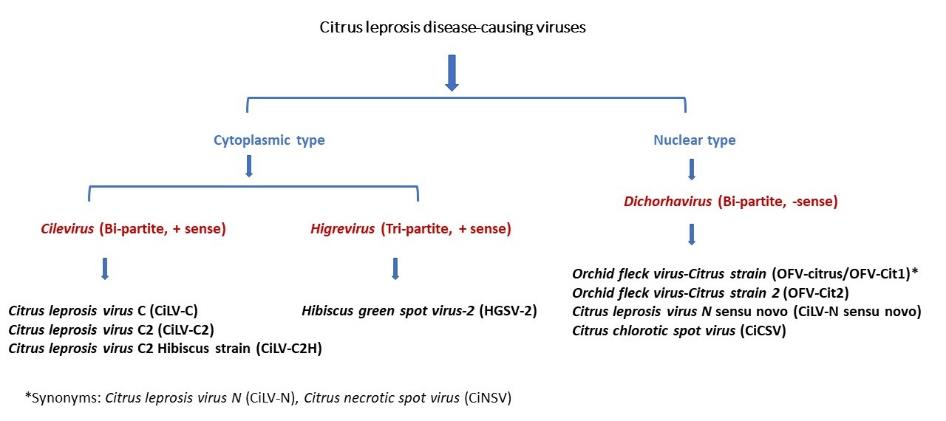 Citrus leprosis disease-causing viruses
Cytoplasmic type
Nuclear type
Cilevirus (Bi-partite, + sense)
Higrevirus (Tri-partite, + sense)
Dichorhavirus (Bi-partite, -sense)
Citrus leprosis virus C (CiLV-C)
Citrus leprosis virus C2 (CiLV-C2)
Citrus leprosis virus C2 Hibiscus strain (CiLV-C2H)
Hibiscus green spot virus-2 (HGSV-2)
Orchid fleck virus-Citrus strain (OFV-citrus/OFV-Cit1)*
Orchid fleck virus-Citrus strain 2 (OFV-Cit2)
Citrus leprosis virus N sensu novo (CiLV-N sensu novo)
Citrus chlorotic spot virus (CiCSV)
*Synonyms: Citrus leprosis virus N (CiLV-N), Citrus necrotic spot virus (CiNSV)